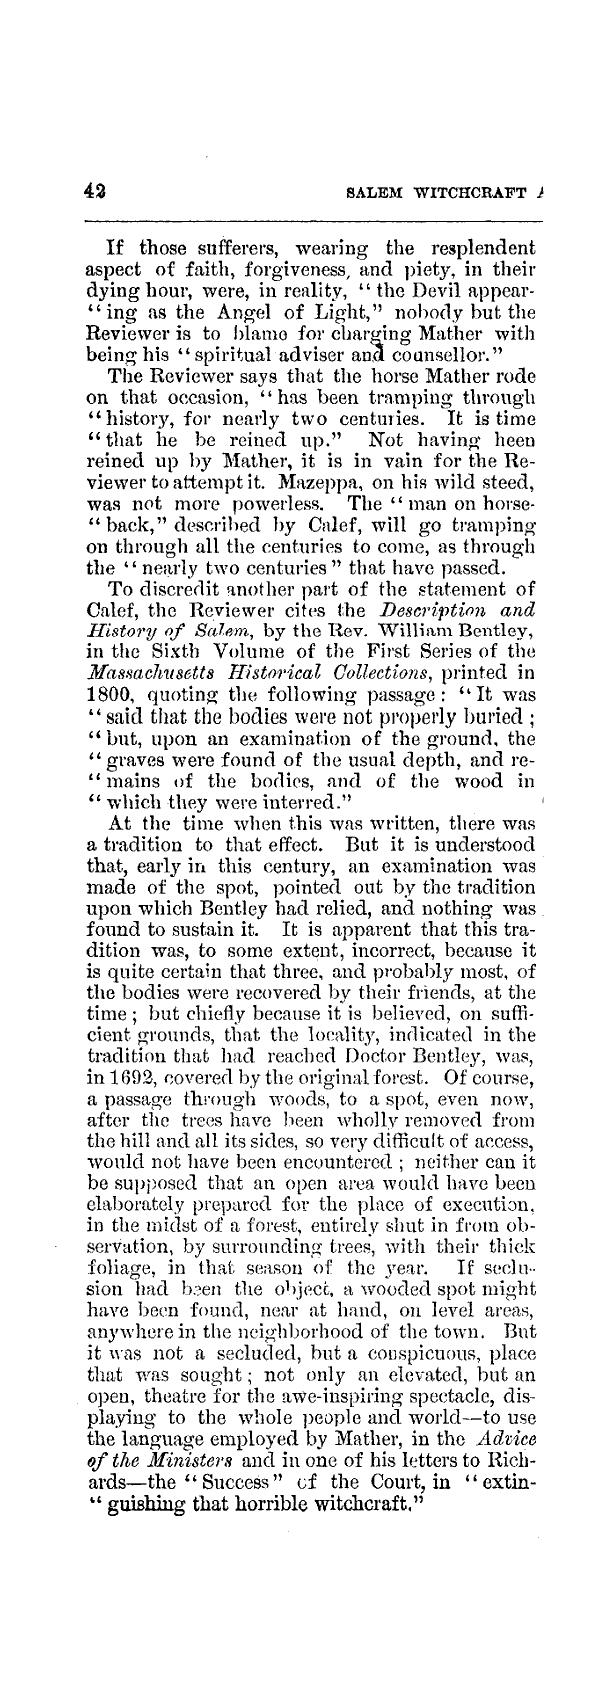 42 SALEM WITCHCRAFT
If those sufferers, wearing the resplendent
aspect of faith, forgiveness, and piety, in their
dying hour, were, in reality, “ the Devil appear-
“ ing as the Angel of Light,” nobody but the
Reviewer is to blame for charging Mather with
being his “ spiritual adviser and counsellor.”
The Reviewer says that the horse Mather rode
on that occasion, “ has been tramping through
“ history, for nearly two centuries. It is time
“ that he be reined up.” Not having been
reined up by Mather, it is in vain for the Re-
viewer to attempt it. Mazeppa, on his wild steed,
was not more powerless. The “ man on horse-
“ back,” described by Calef, will go tramping
on through all the centuries to come, as through
the “ nearly two centuries ” that have passed.
To discredit another part of the statement of
Calef, the Reviewer cites the Description and
History of Salem, by the Rev. William Bentley,
in the Sixth Volume of the First Series of the
Massachusetts Historical Collections, printed in
1800, quoting the following passage : “ It was
“ said that the bodies were not properly buried ;
“ but, upon an examination of the ground, the
“ graves were found of the usual depth, and re-
“ mains of the bodies, and of the wood in
“ which they were interred.”
At the time when this was written, there was
a tradition to that effect. But it is understood
that, early in this century, an examination was
made of the spot, pointed out by the tradition
upon which Bentley had relied, and nothing was
found to sustain it. It is apparent that this tra-
dition was, to some extent, incorrect, because it
is quite certain that three, and probably most, of
the bodies were recovered by their friends, at the
time ; but chiefly because it is believed, on suffi-
cient grounds, that the locality, indicated in the
tradition that had reached Doctor Bentley, was,
in 1692, covered by the original forest. Of course,
a passage through woods, to a spot, even now,
after the trees have been wholly removed from
the hill and all its sides, so very difficult of access,
would not have been encountered ; neither can it
be supposed that an open area would have been
elaborately prepared for the place of execution,
in the midst of a forest, entirely shut in from ob-
servation, by surrounding trees, with their thick
foliage, in that season of the year. If seclu-
sion had been the object, a wooded spot might
have been found, near at hand, on level areas,
anywhere in the neighborhood of the town. But
it was not a secluded, but a conspicuous, place
that was sought ; not only an elevated, but an
open, theatre for the awe-inspiring spectacle, dis-
playing to the whole people and world—to use
the language employed by Mather, in the Advice
of the Ministers and in one of his letters to Rich-
ards—the “ Success ” of the Court, in “ extin-
“ guishing that horrible witchcraft.”